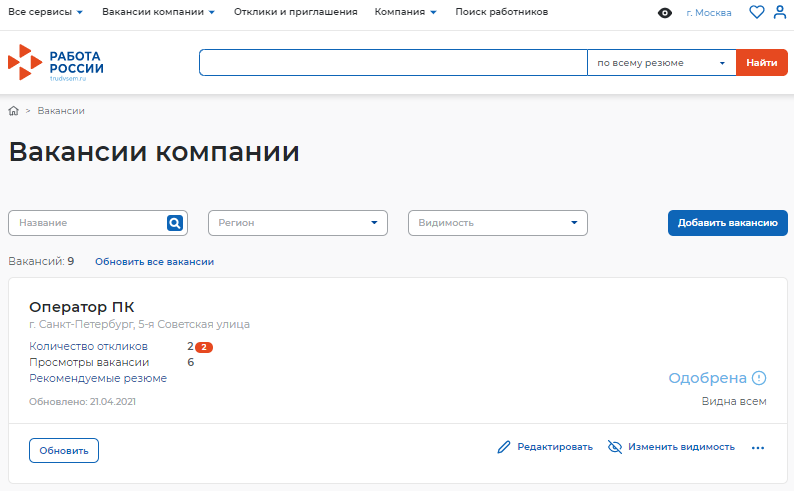 Все сервисы Вакансии компании Отклики и приглашения Компания Поиск работников г. Москва
РАБОТА
РОССИИ
trudvsem.ru
по всему резюме Найти
> Вакансии
Вакансии компании
Название Регион Видимость Добавить вакансию
Вакансий: 9 Обновить все вакансии
Оператор ПК
г. Санкт-Петербург, 5-я Советская улица
Количество откликов 2 2
Просмотры вакансии 6
Рекомендуемые резюме
Одобрена
Обновлено: 21.04.2021 Видна всем
Обновить Редактировать Изменить видимость